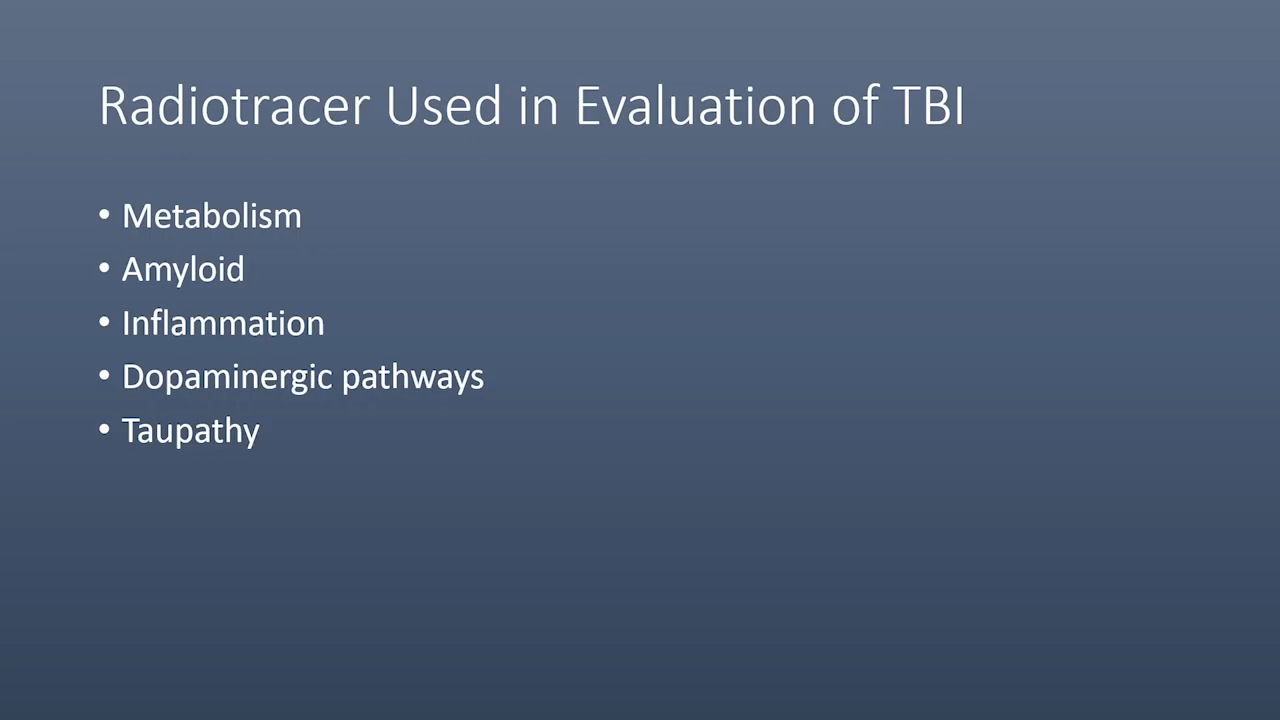 Radiotracer Used in Evaluation of TBI
• Metabolism
• Amyloid
• Inflammation
• Dopaminergic pathways
• Taupathy